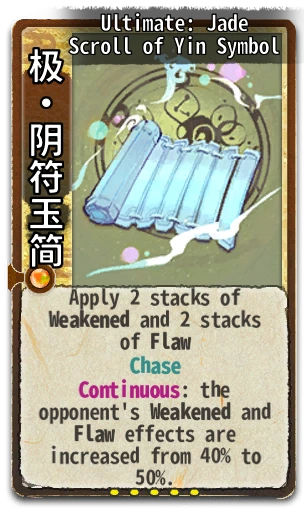 Ultimate: Jade
Scroll of Yin Symbol
极·阴符玉简
Apply 2 stacks of
Weakened and 2 stacks
of Flaw
Chase
Continuous: the
opponent's Weakened and
Flaw effects are
increased from 40% to
50%.